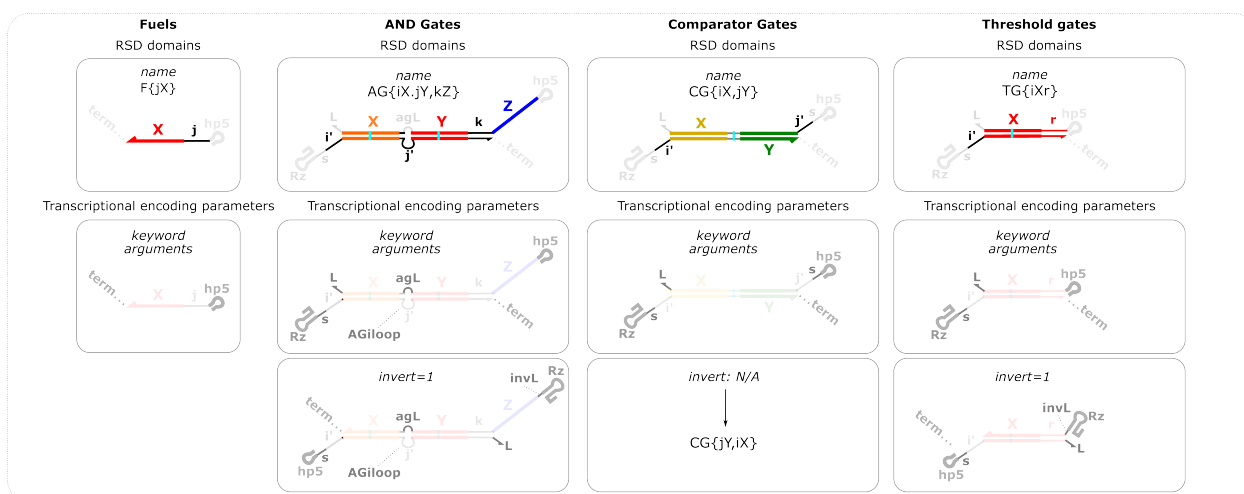 Fuels
AND Gates
Comparator Gates
Threshold gates
RSD domains
RSD domains
RSD domains
RSD domains
name
F{jX}
term
X
j
hp5
name
AG{iX.jY,kZ}
L
X
agL
Y
k
Z
hp5
i'
s
j'
Rz
term
name
CG{iX,jY}
L
X
j'
s
hp5
i'
s
Y
Rz
term
name
TG{iXr}
L
X
r
hp5
i'
s
Rz
term
Transcriptional encoding parameters
Transcriptional encoding parameters
Transcriptional encoding parameters
Transcriptional encoding parameters
keyword
arguments
term
X
j
hp5
keyword
arguments
L
X
agL
Y
k
Z
hp5
i'
s
j'
Rz
AGiloop
term
keyword
arguments
L
X
j'
s
hp5
i'
s
Y
Rz
term
keyword
arguments
L
X
r
hp5
i'
s
Rz
term
invert=1
term
X
agL
Y
k
Z
invL
Rz
i'
s
j'
L
hp5
AGiloop
invert: N/A
CG{jY,iX}
invert=1
term
X
r
invL
Rz
i'
s
L
hp5